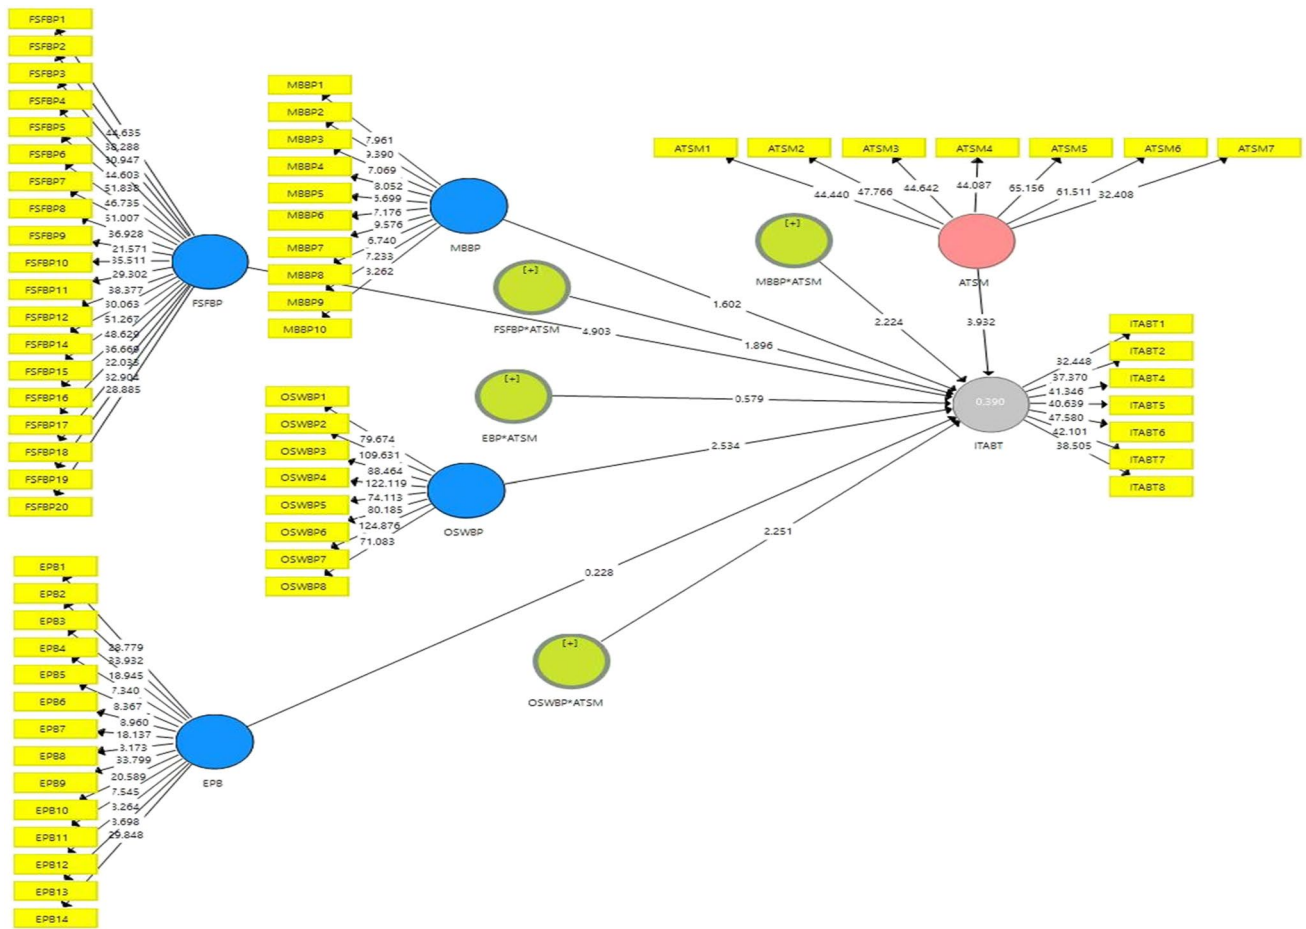 FSFBP1
FSFBP2
FSFBP3
FSFBP4
FSFBP5
FSFBP6
FSFBP7
FSFBP8
FSFBP9
FSFBP10
FSFBP11
FSFBP12
FSFBP14
FSFBP15
FSFBP16
FSFBP17
FSFBP18
FSFBP19
FSFBP20
44.635
38.288
30.947
44.603
51.838
46.735
51.007
36.928
21.571
35.511
29.302
38.377
30.063
51.267
48.629
36.669
22.035
32.904
28.885
FSFBP
MBBP1
MBBP2
MBBP3
MBBP4
MBBP5
MBBP6
MBBP7
MBBP8
MBBP9
MBBP10
7.961
9.390
7.069
8.052
5.699
7.176
9.576
6.740
7.233
3.262
MBBP
ATSM1
ATSM2
ATSM3
ATSM4
ATSM5
ATSM6
ATSM7
44.440
47.766
44.642
44.087
65.156
61.511
32.408
ATSM
[+]
MBBP*ATSM
[+]
FSFBP*ATSM
[+]
EBP*ATSM
1.602
2.224
3.932
4.903
1.896
0.579
2.534
0.228
2.251
0.390
ITABT
ITABT1
ITABT2
ITABT4
ITABT5
ITABT6
ITABT7
ITABT8
32.448
37.370
41.346
40.639
47.580
42.101
38.505
OSWBP1
OSWBP2
OSWBP3
OSWBP4
OSWBP5
OSWBP6
OSWBP7
OSWBP8
79.674
109.631
88.464
122.119
74.113
80.185
124.876
71.083
OSWBP
[+]
OSWBP*ATSM
EPB1
EPB2
EPB3
EPB4
EPB5
EPB6
EPB7
EPB8
EPB9
EPB10
EPB11
EPB12
EPB13
EPB14
28.779
33.932
18.945
7.340
8.367
8.960
18.137
3.173
33.799
20.589
7.545
3.264
3.698
29.848
EPB